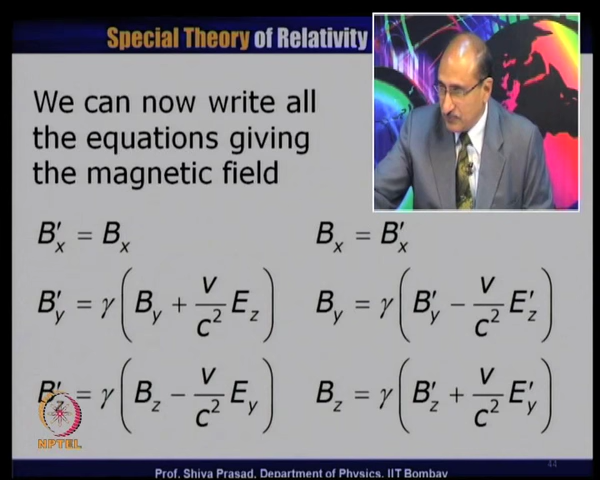 Special Theory of Relativity
We can now write all
the equations giving
the magnetic field
B′x = Bx    Bx = B′x
B′y = γ(By + v/c² Ez)    By = γ(B′y − v/c² E′z)
B′z = γ(Bz − v/c² Ey)    Bz = γ(B′z + v/c² E′y)
NPTEL
44
Prof. Shiva Prasad, Department of Physics, IIT Bombay